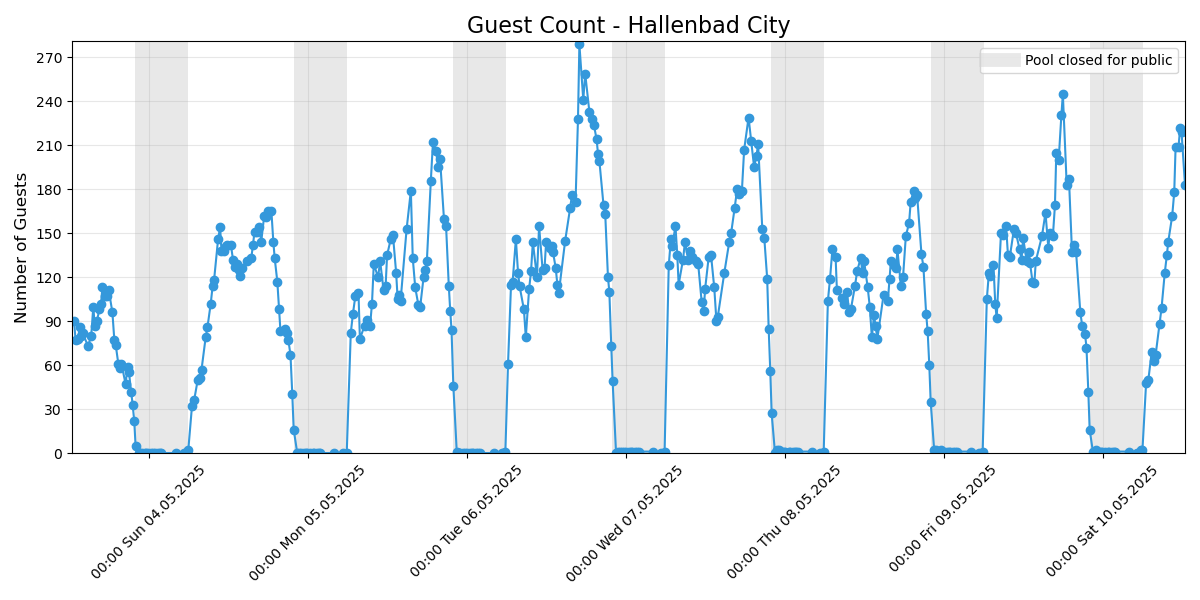 Guest Count - Hallenbad City
Pool closed for public
Number of Guests
270
240
210
180
150
120
90
60
30
0
00:00 Sun 04.05.2025
00:00 Mon 05.05.2025
00:00 Tue 06.05.2025
00:00 Wed 07.05.2025
00:00 Thu 08.05.2025
00:00 Fri 09.05.2025
00:00 Sat 10.05.2025